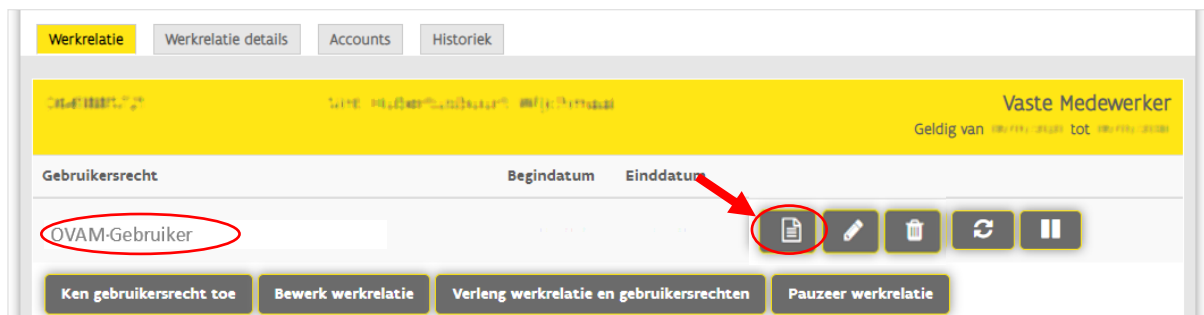 Werkrelatie Werkrelatie details Accounts Historiek
Vaste Medewerker
Geldig van tot
Gebruikersrecht Begindatum Einddatum
OVAM·Gebruiker
Ken gebruikersrecht toe Bewerk werkrelatie Verleng werkrelatie en gebruikersrechten Pauzeer werkrelatie